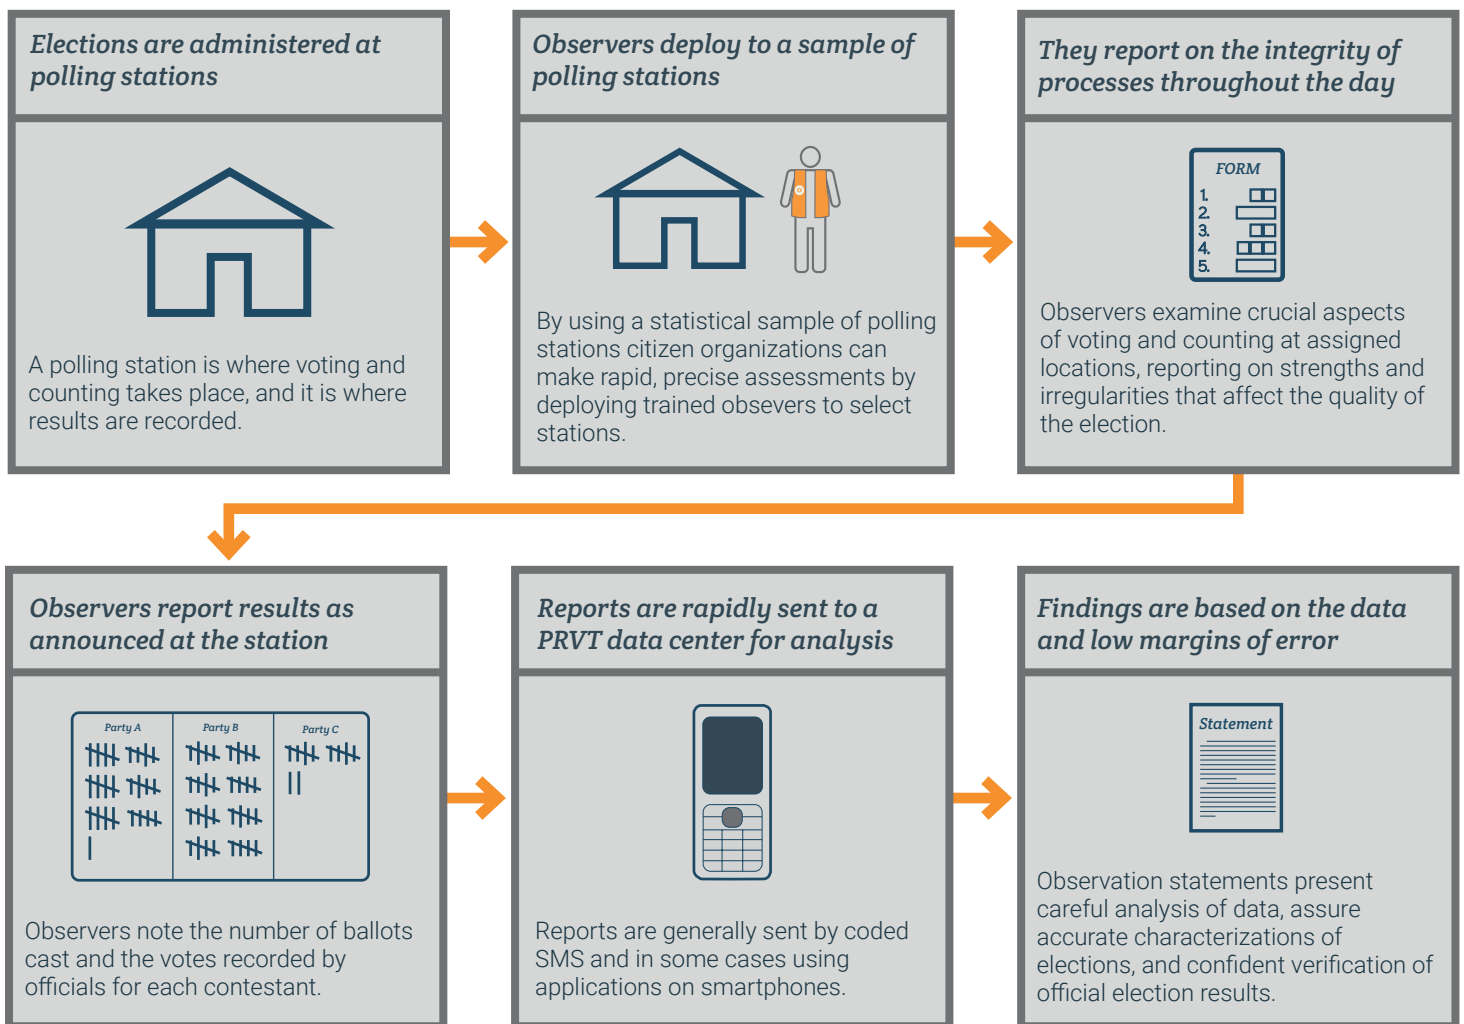 Elections are administered at
polling stations
A polling station is where voting and
counting takes place, and it is where
results are recorded.
Observers deploy to a sample of
polling stations
By using a statistical sample of polling
stations citizen organizations can
make rapid, precise assessments by
deploying trained obsevers to select
stations.
They report on the integrity of
processes throughout the day
FORM
1.
2.
3.
4.
5.
Observers examine crucial aspects
of voting and counting at assigned
locations, reporting on strengths and
irregularities that affect the quality of
the election.
Observers report results as
announced at the station
Party A
Party B
Party C
Observers note the number of ballots
cast and the votes recorded by
officials for each contestant.
Reports are rapidly sent to a
PRVT data center for analysis
Reports are generally sent by coded
SMS and in some cases using
applications on smartphones.
Findings are based on the data
and low margins of error
Statement
Observation statements present
careful analysis of data, assure
accurate characterizations of
elections, and confident verification of
official election results.